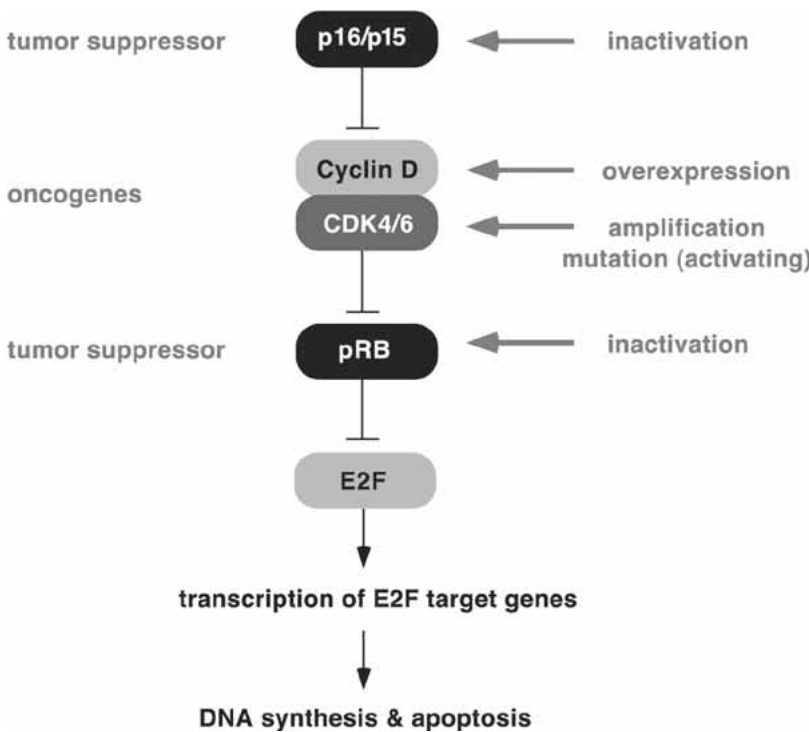 tumor suppressor p16/p15 inactivation
Cyclin D overexpression
oncogenes
CDK4/6 amplification
mutation (activating)
tumor suppressor pRB inactivation
E2F
transcription of E2F target genes
DNA synthesis & apoptosis